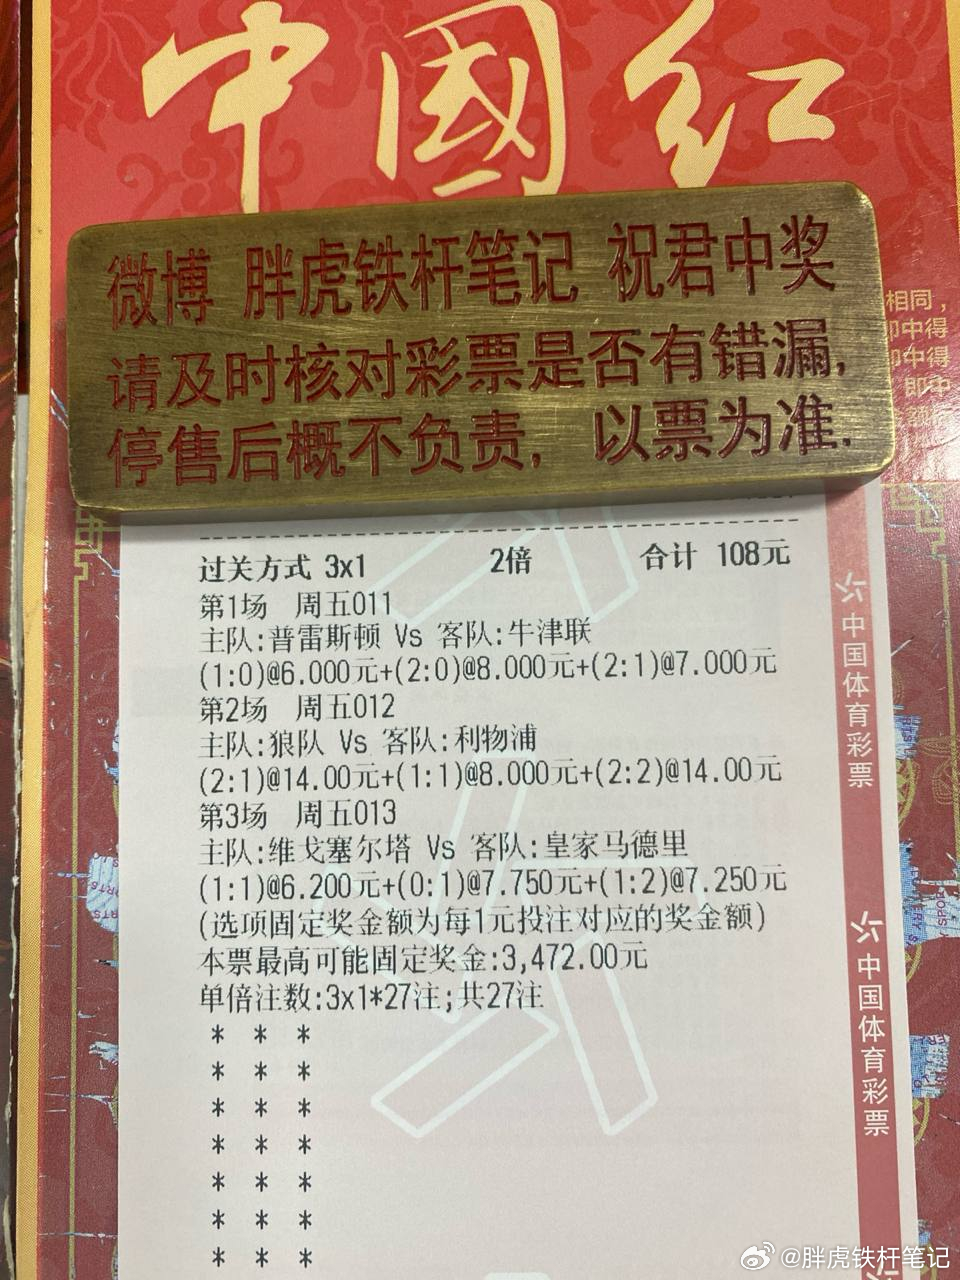 中國红
微博 胖虎铁杆笔记 祝君中奖
请及时核对彩票是否有错漏,
停售后概不负责, 以票为准.
相同，
即中得
即中得
即中
过关方式 3x1 2倍 合计 108元
第1场 周五011
主队:普雷斯顿 Vs 客队:牛津联
(1:0)@6.000元+(2:0)@8.000元+(2:1)@7.000元
第2场 周五012
主队:狼队 Vs 客队:利物浦
(2:1)@14.00元+(1:1)@8.000元+(2:2)@14.00元
第3场 周五013
主队:维戈塞尔塔 Vs 客队:皇家马德里
(1:1)@6.200元+(0:1)@7.750元+(1:2)@7.250元
(选项固定奖金额为每1元投注对应的奖金额)
本票最高可能固定奖金:3,472.00元
单倍注数:3x1*27注;共27注
* * *
* * *
* * *
* * *
* * *
* * *
* * *
中国体育彩票
中国体育彩票
@胖虎铁杆笔记